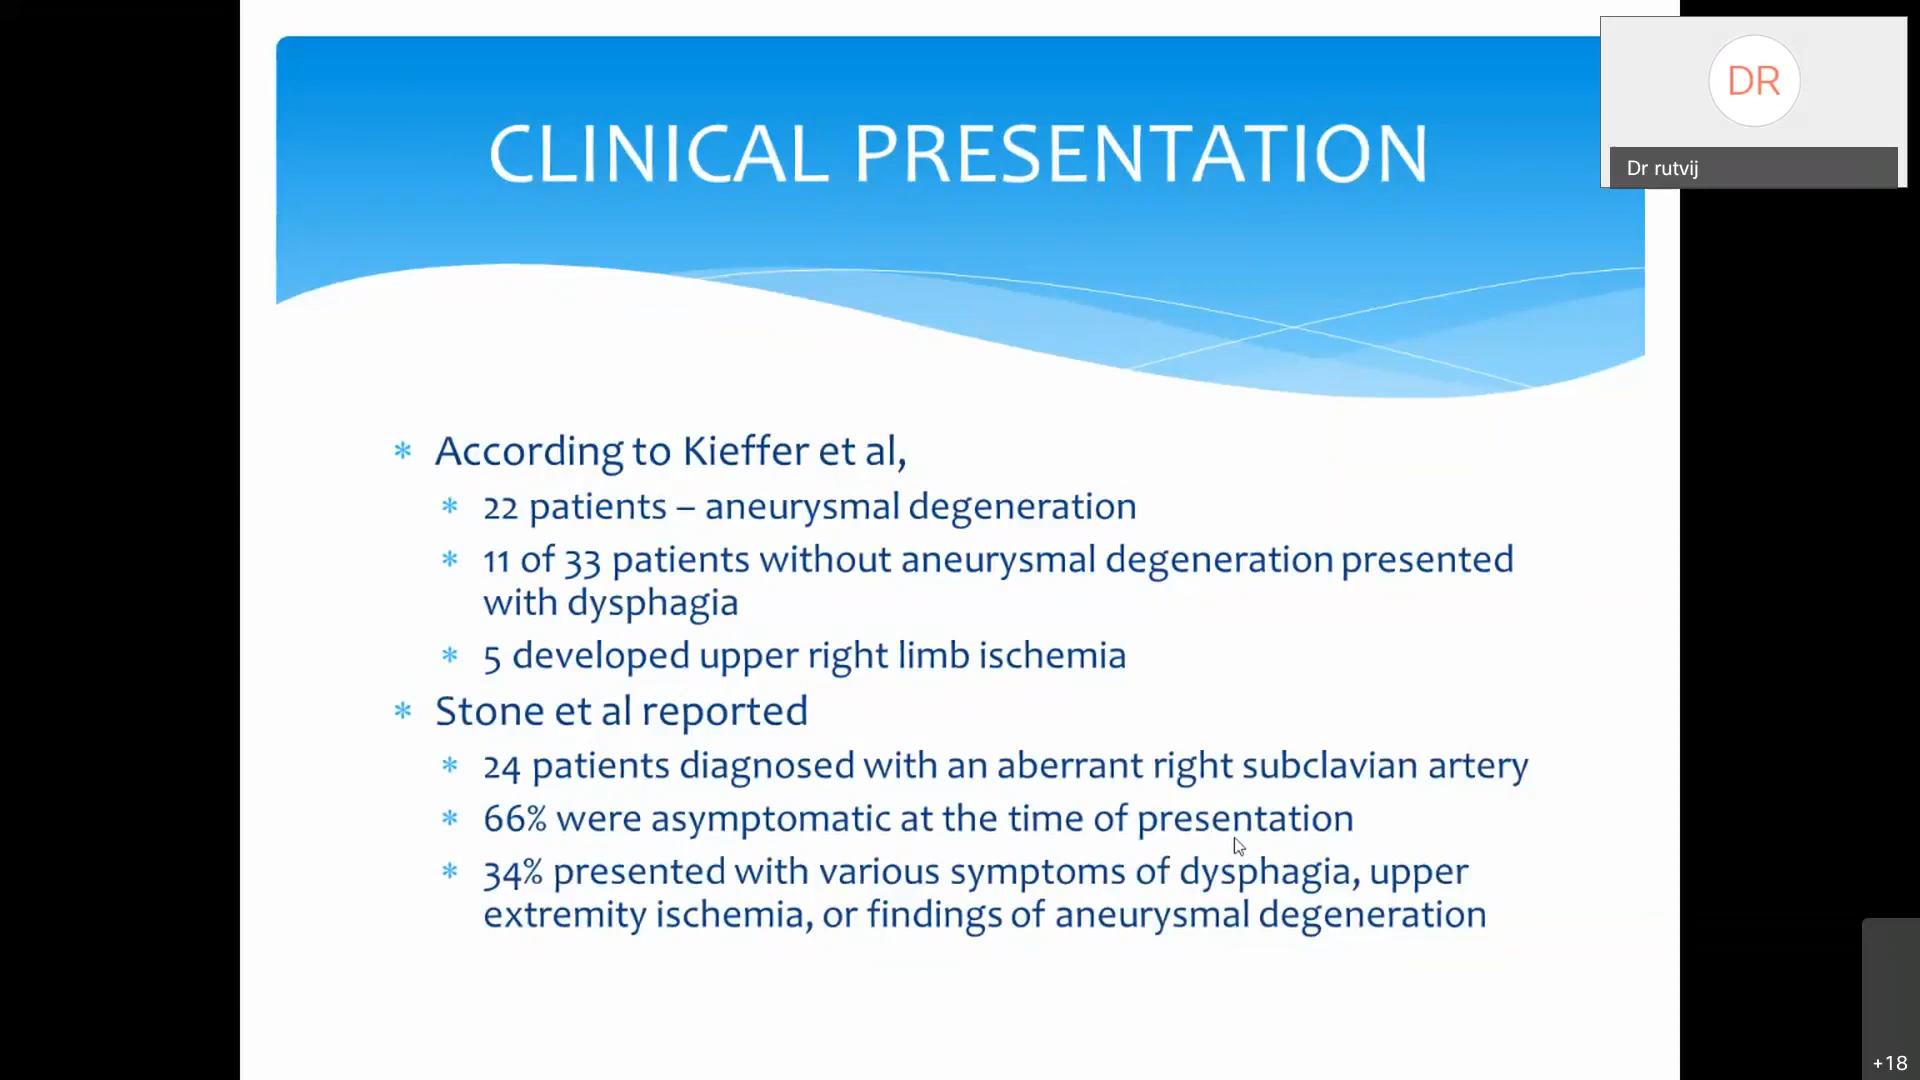 CLINICAL PRESENTATION
DR
Dr rutvij
* According to Kieffer et al,
* 22 patients – aneurysmal degeneration
* 11 of 33 patients without aneurysmal degeneration presented
with dysphagia
* 5 developed upper right limb ischemia
* Stone et al reported
* 24 patients diagnosed with an aberrant right subclavian artery
* 66% were asymptomatic at the time of presentation
* 34% presented with various symptoms of dysphagia, upper
extremity ischemia, or findings of aneurysmal degeneration
+18